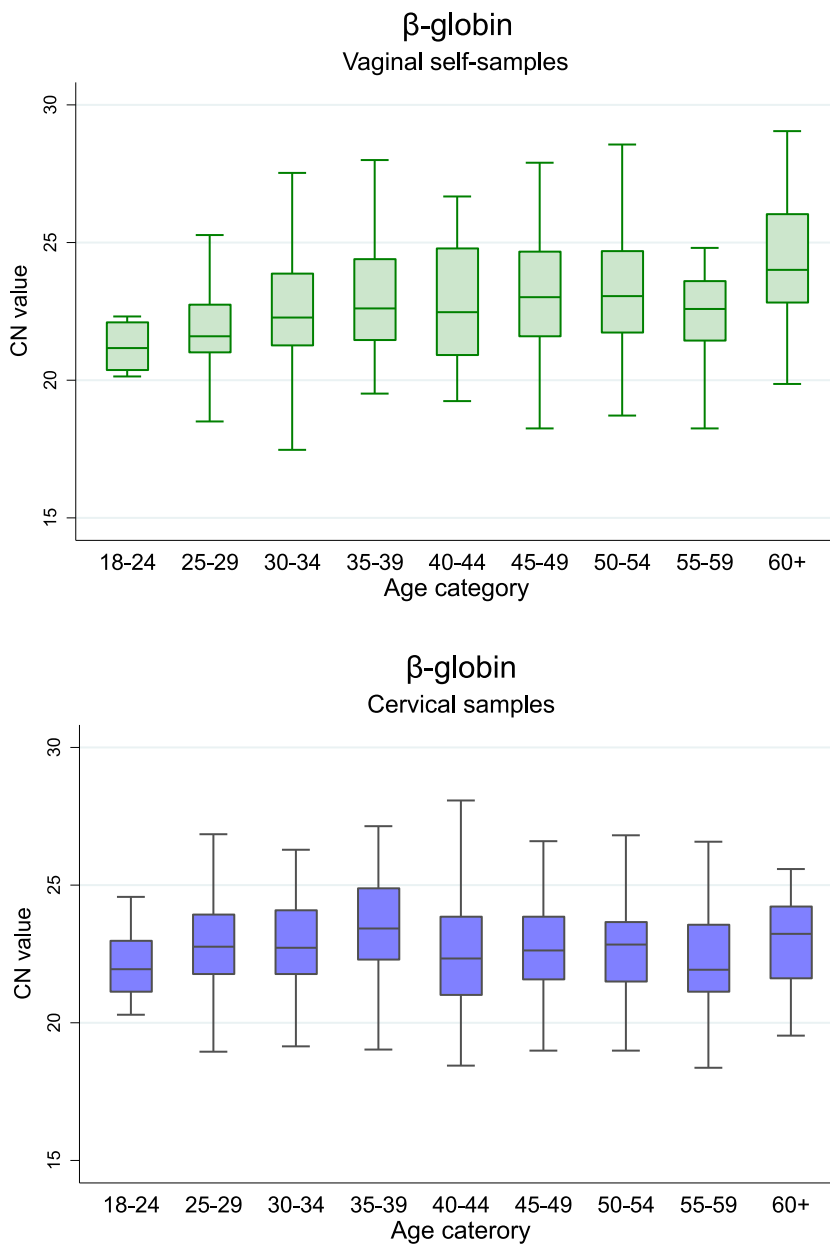 β-globin
Vaginal self-samples
30
25
20
15
CN value
18-24 25-29 30-34 35-39 40-44 45-49 50-54 55-59 60+
Age category
β-globin
Cervical samples
30
25
20
15
CN value
18-24 25-29 30-34 35-39 40-44 45-49 50-54 55-59 60+
Age caterory